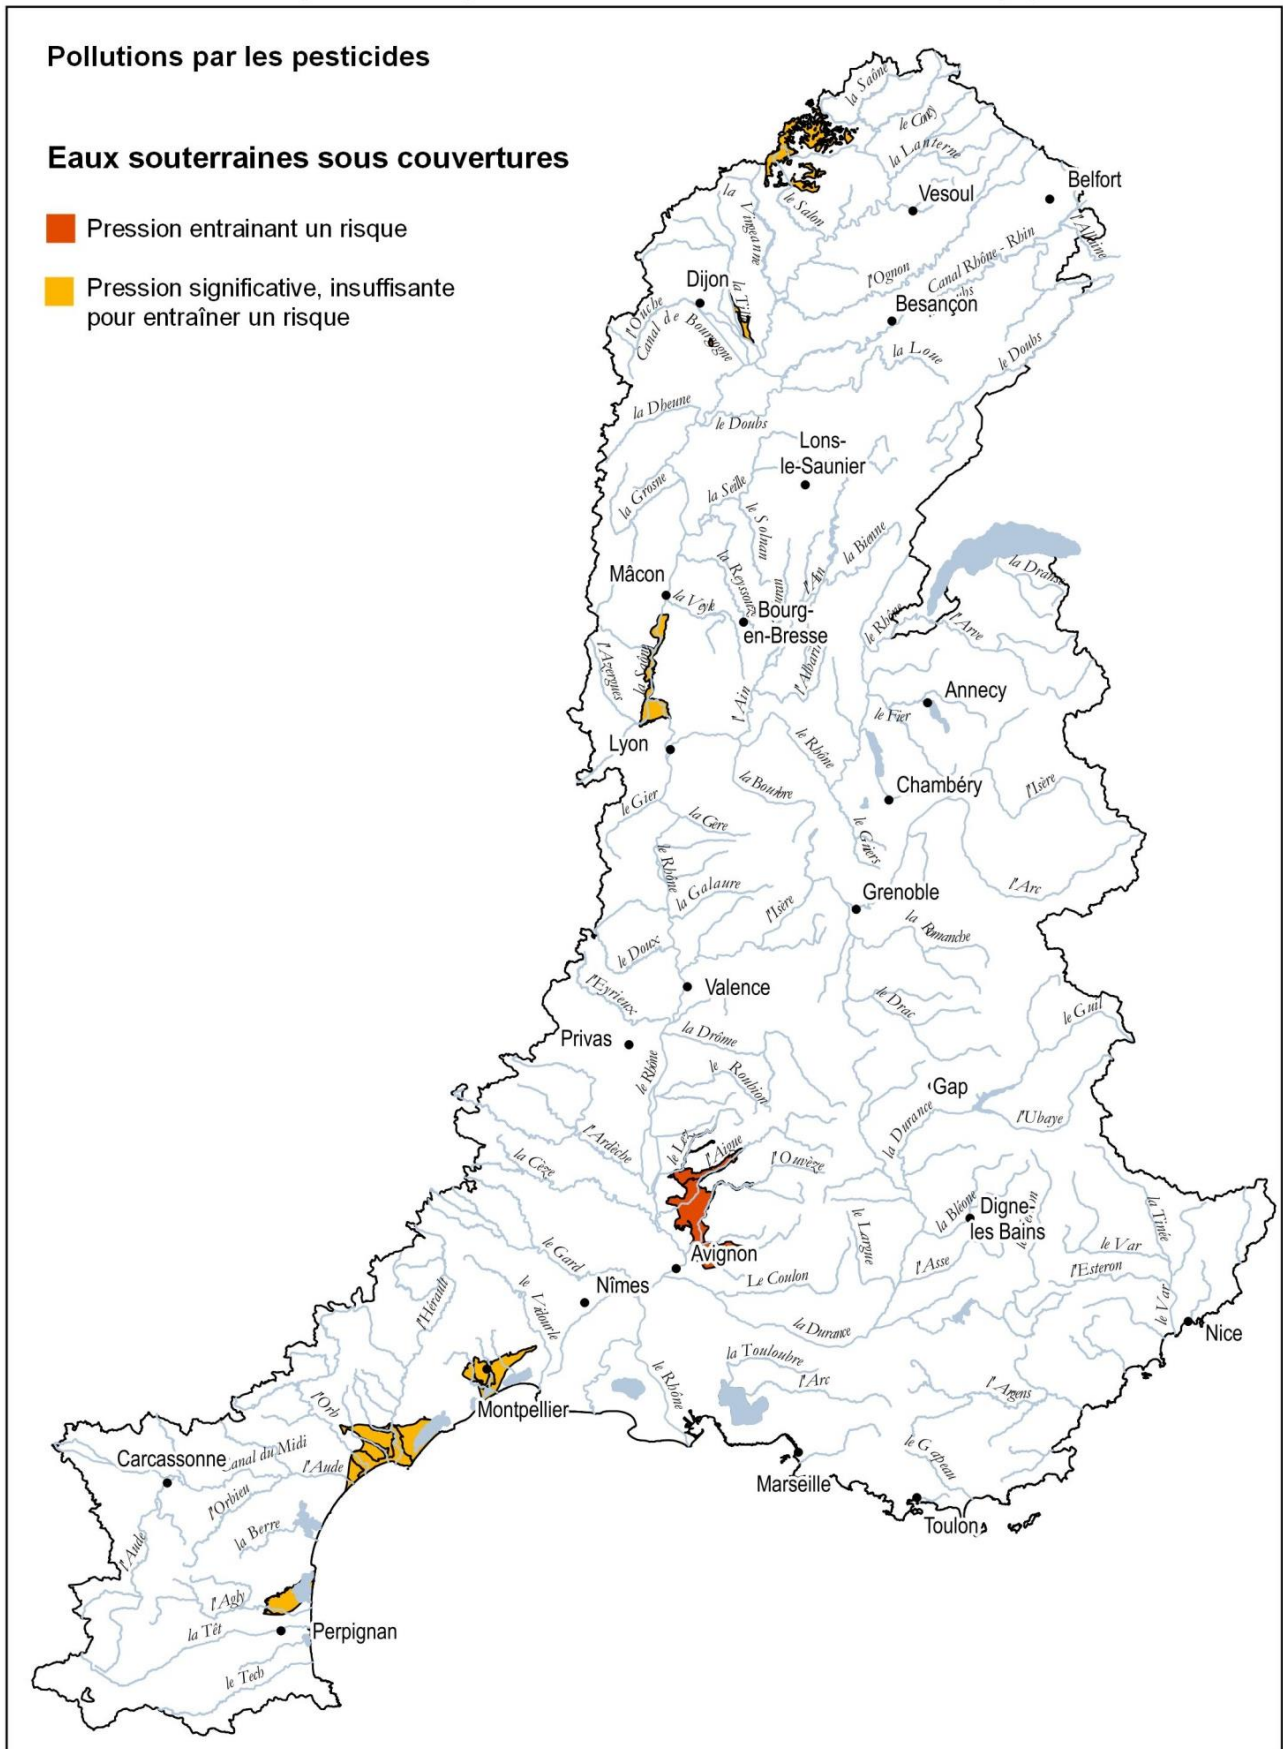 Pollutions par les pesticides
Eaux souterraines sous couvertures
Pression entrainant un risque
Pression significative, insuffisante
pour entraîner un risque
la Saône
le Coney
la Lanterne
Belfort
Vesoul
la
Vingeanne
le Salon
l'Allaine
Canal Rhône - Rhin
l'Ognon
Dijon
la Tille
l'Ouche
Canal de Bourgogne
Besançon
la Loue
le Doubs
la Dheune
le Doubs
Lons-
le-Saunier
la Grosne
la Seille
le Solnan
la Bienne
l'Ain
la Reyssouze
la Dranse
Mâcon
la Veyle
Bourg-
en-Bresse
le Rhône
l'Arve
l'Azergues
la Saône
l'Albarine
l'Ain
Annecy
le Fier
Lyon
le Rhône
Chambéry
la Bourbre
l'Isère
le Gier
la Gère
le Guiers
le Rhône
la Galaure
l'Isère
Grenoble
l'Arc
la Romanche
le Doux
l'Eyrieux
Valence
le Drac
le Guil
Privas
la Drôme
le Rhône
le Roubion
Gap
la Durance
l'Ubaye
l'Ardèche
le Lez
l'Aigue
l'Ouvèze
la Cèze
la Bléone
Digne-
les Bains
la Tinée
le Largue
le Gard
Avignon
le Var
l'Asse
l'Esteron
Le Coulon
Nîmes
l'Hérault
le Vidourle
la Durance
le Var
Nice
la Touloubre
l'Arc
le Rhône
l'Argens
Montpellier
l'Orb
Canal du Midi
Carcassonne
l'Aude
le Gapeau
Marseille
l'Orbieu
Toulon
la Berre
l'Aude
l'Agly
la Têt
Perpignan
le Tech